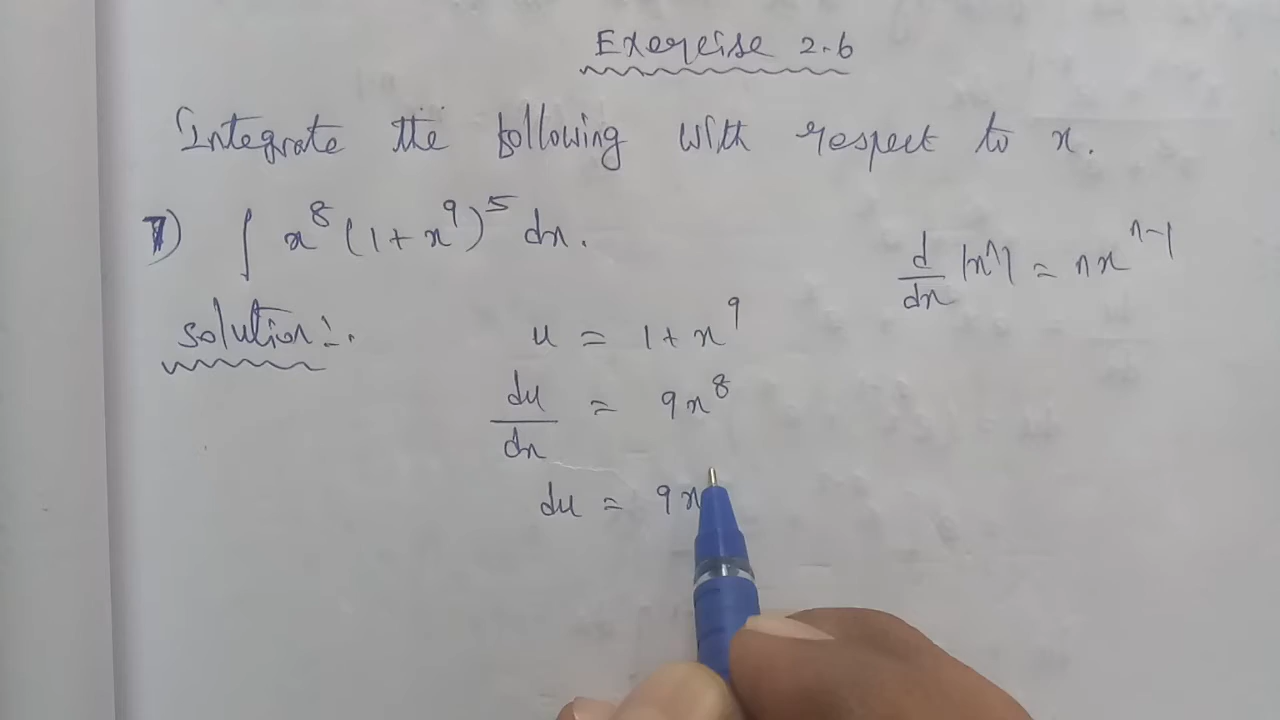 Exercise 2.6
Integrate the following with respect to x.
1) ∫ x⁸ (1+x⁹)⁵ dx.
d/dx (xⁿ) = nxⁿ⁻¹
Solution:-
u = 1+x⁹
du/dx = 9x⁸
du = 9x